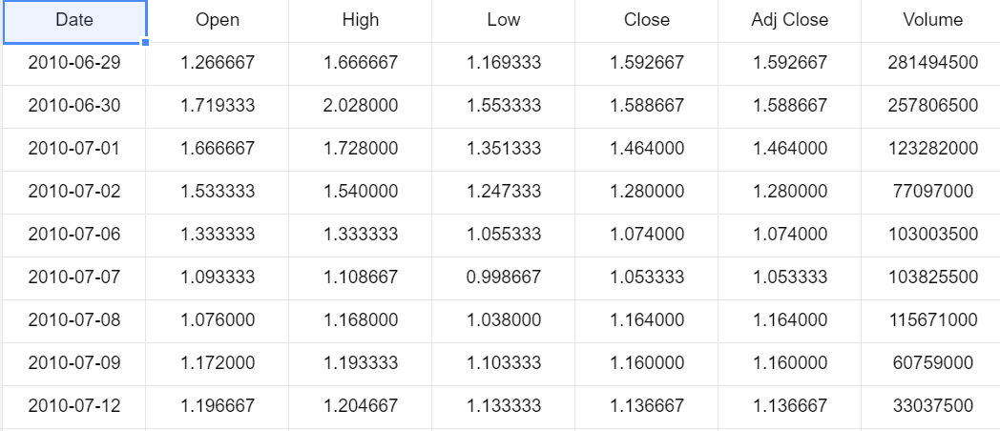 Date Open High Low Close Adj Close Volume
2010-06-29 1.266667 1.666667 1.169333 1.592667 1.592667 281494500
2010-06-30 1.719333 2.028000 1.553333 1.588667 1.588667 257806500
2010-07-01 1.666667 1.728000 1.351333 1.464000 1.464000 123282000
2010-07-02 1.533333 1.540000 1.247333 1.280000 1.280000 77097000
2010-07-06 1.333333 1.333333 1.055333 1.074000 1.074000 103003500
2010-07-07 1.093333 1.108667 0.998667 1.053333 1.053333 103825500
2010-07-08 1.076000 1.168000 1.038000 1.164000 1.164000 115671000
2010-07-09 1.172000 1.193333 1.103333 1.160000 1.160000 60759000
2010-07-12 1.196667 1.204667 1.133333 1.136667 1.136667 33037500